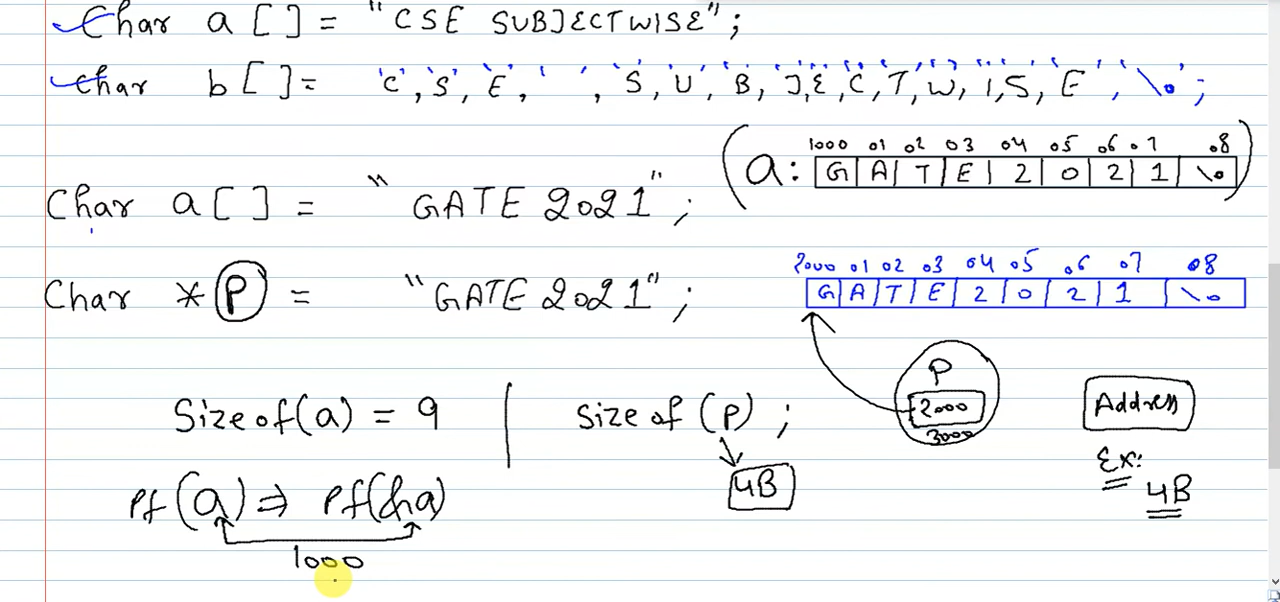 Char a [ ] = "CSE SUBJECTWISE";
Char b [ ] = 'C','S','E',' ','S','U','B','J','E','C','T','W','I','S','E','\0';
1000 01 02 03 04 05 06 07 08
a: G A T E 2 0 2 1 \0
Char a [ ] = "GATE 2021";
2000 01 02 03 04 05 06 07 08
Char *P = "GATE 2021";
G A T E 2 0 2 1 \0
P
Size of (a) = 9 | Size of (P) ;
2000
3000
Address
4B
Ex:
4B
Pf (a) ⇒ Pf(&a)
1000